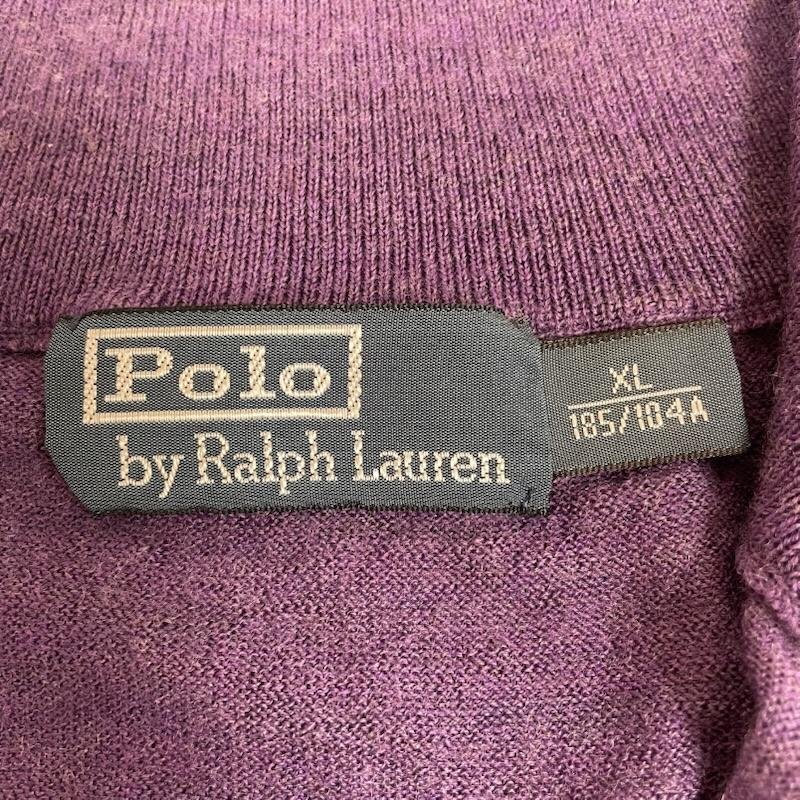 Polo
by Ralph Lauren
XL
185/104A